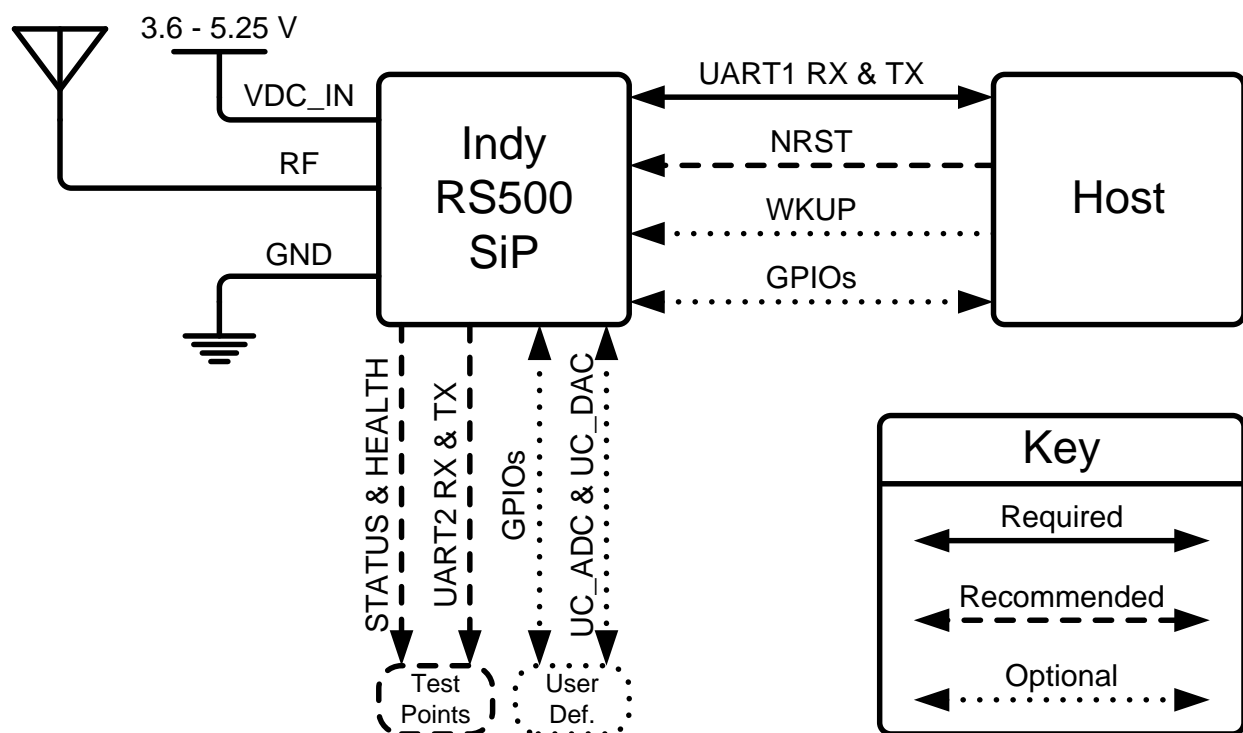 3.6 - 5.25 V
VDC_IN
RF
GND
Indy
RS500
SiP
UART1 RX & TX
NRST
WKUP
GPIOs
Host
STATUS & HEALTH
UART2 RX & TX
GPIOs
UC_ADC & UC_DAC
Test
Points
User
Def.
Key
Required
Recommended
Optional